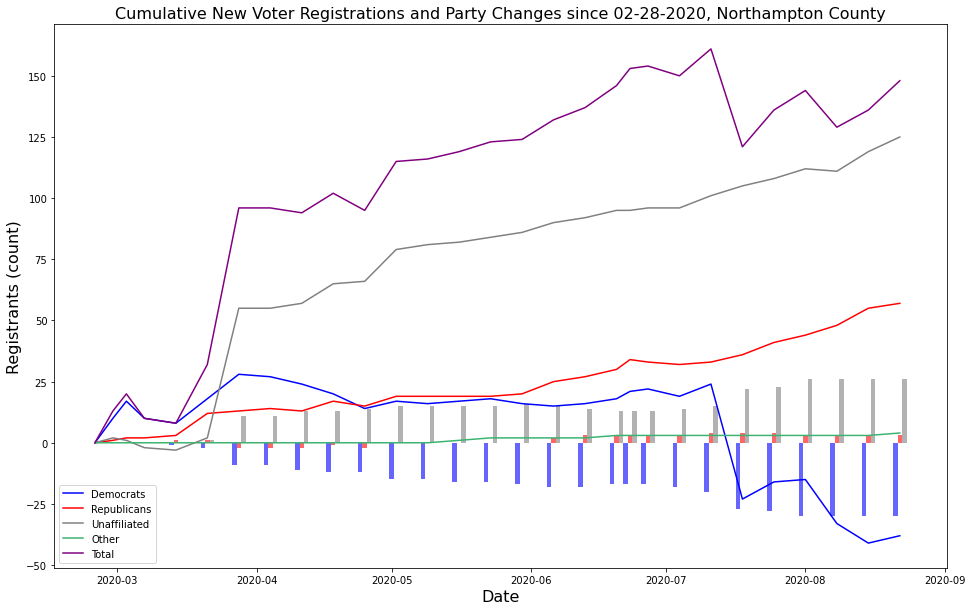 Cumulative New Voter Registrations and Party Changes since 02-28-2020, Northampton County
Registrants (count)
150
125
100
75
50
25
0
−25
−50
Democrats
Republicans
Unaffiliated
Other
Total
2020-03
2020-04
2020-05
2020-06
2020-07
2020-08
2020-09
Date